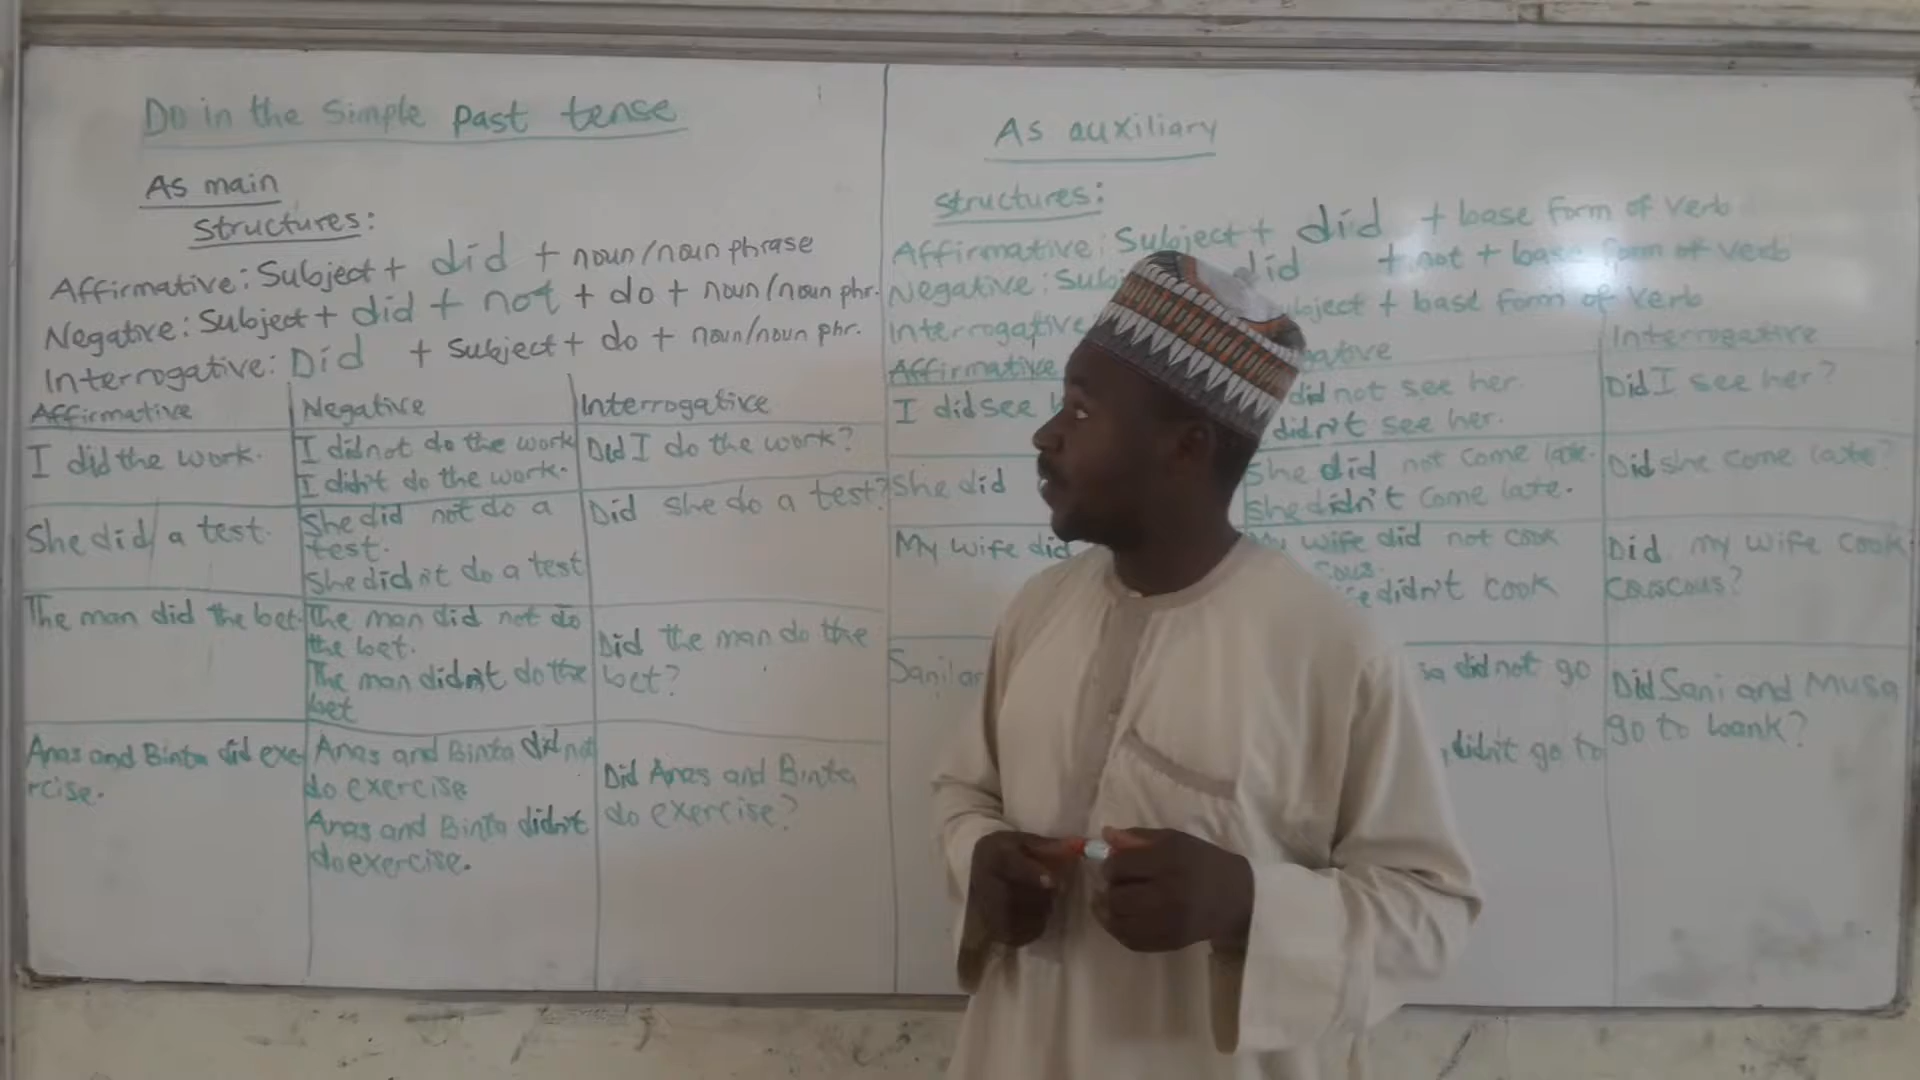 Do in the Simple Past tense
As main
Structures:
Affirmative: Subject + did + noun/noun phrase
Negative: Subject + did + not + do + noun/noun phr.
Interrogative: Did + subject + do + noun/noun phr.
Affirmative Negative Interrogative
I did the work.
I did not do the work
I didn't do the work.
Did I do the work?
She did a test.
She did not do a
test.
She didn't do a test
Did she do a test?
The man did the bet.
The man did not do
the bet.
The man didn't do the
bet
Did the man do the
bet?
Anas and Binta did exe
rcise.
Anas and Binta did not
do exercise
Anas and Binta didn't
do exercise.
Did Anas and Binta
do exercise?
As auxiliary
Structures:
Affirmative: Subject + did + base form of verb
Negative: did + not + base form of verb
Interrogative + base form of verb
Affirmative Interrogative
I did see
did not see her
didn't see her.
Did I see her?
She did
She did not come late.
She didn't come late.
Did she come late?
My wife did
wife did not cook
didn't cook
Did my wife cook
couscous?
did not go
didn't go to
Did Sani and Musa
go to bank?